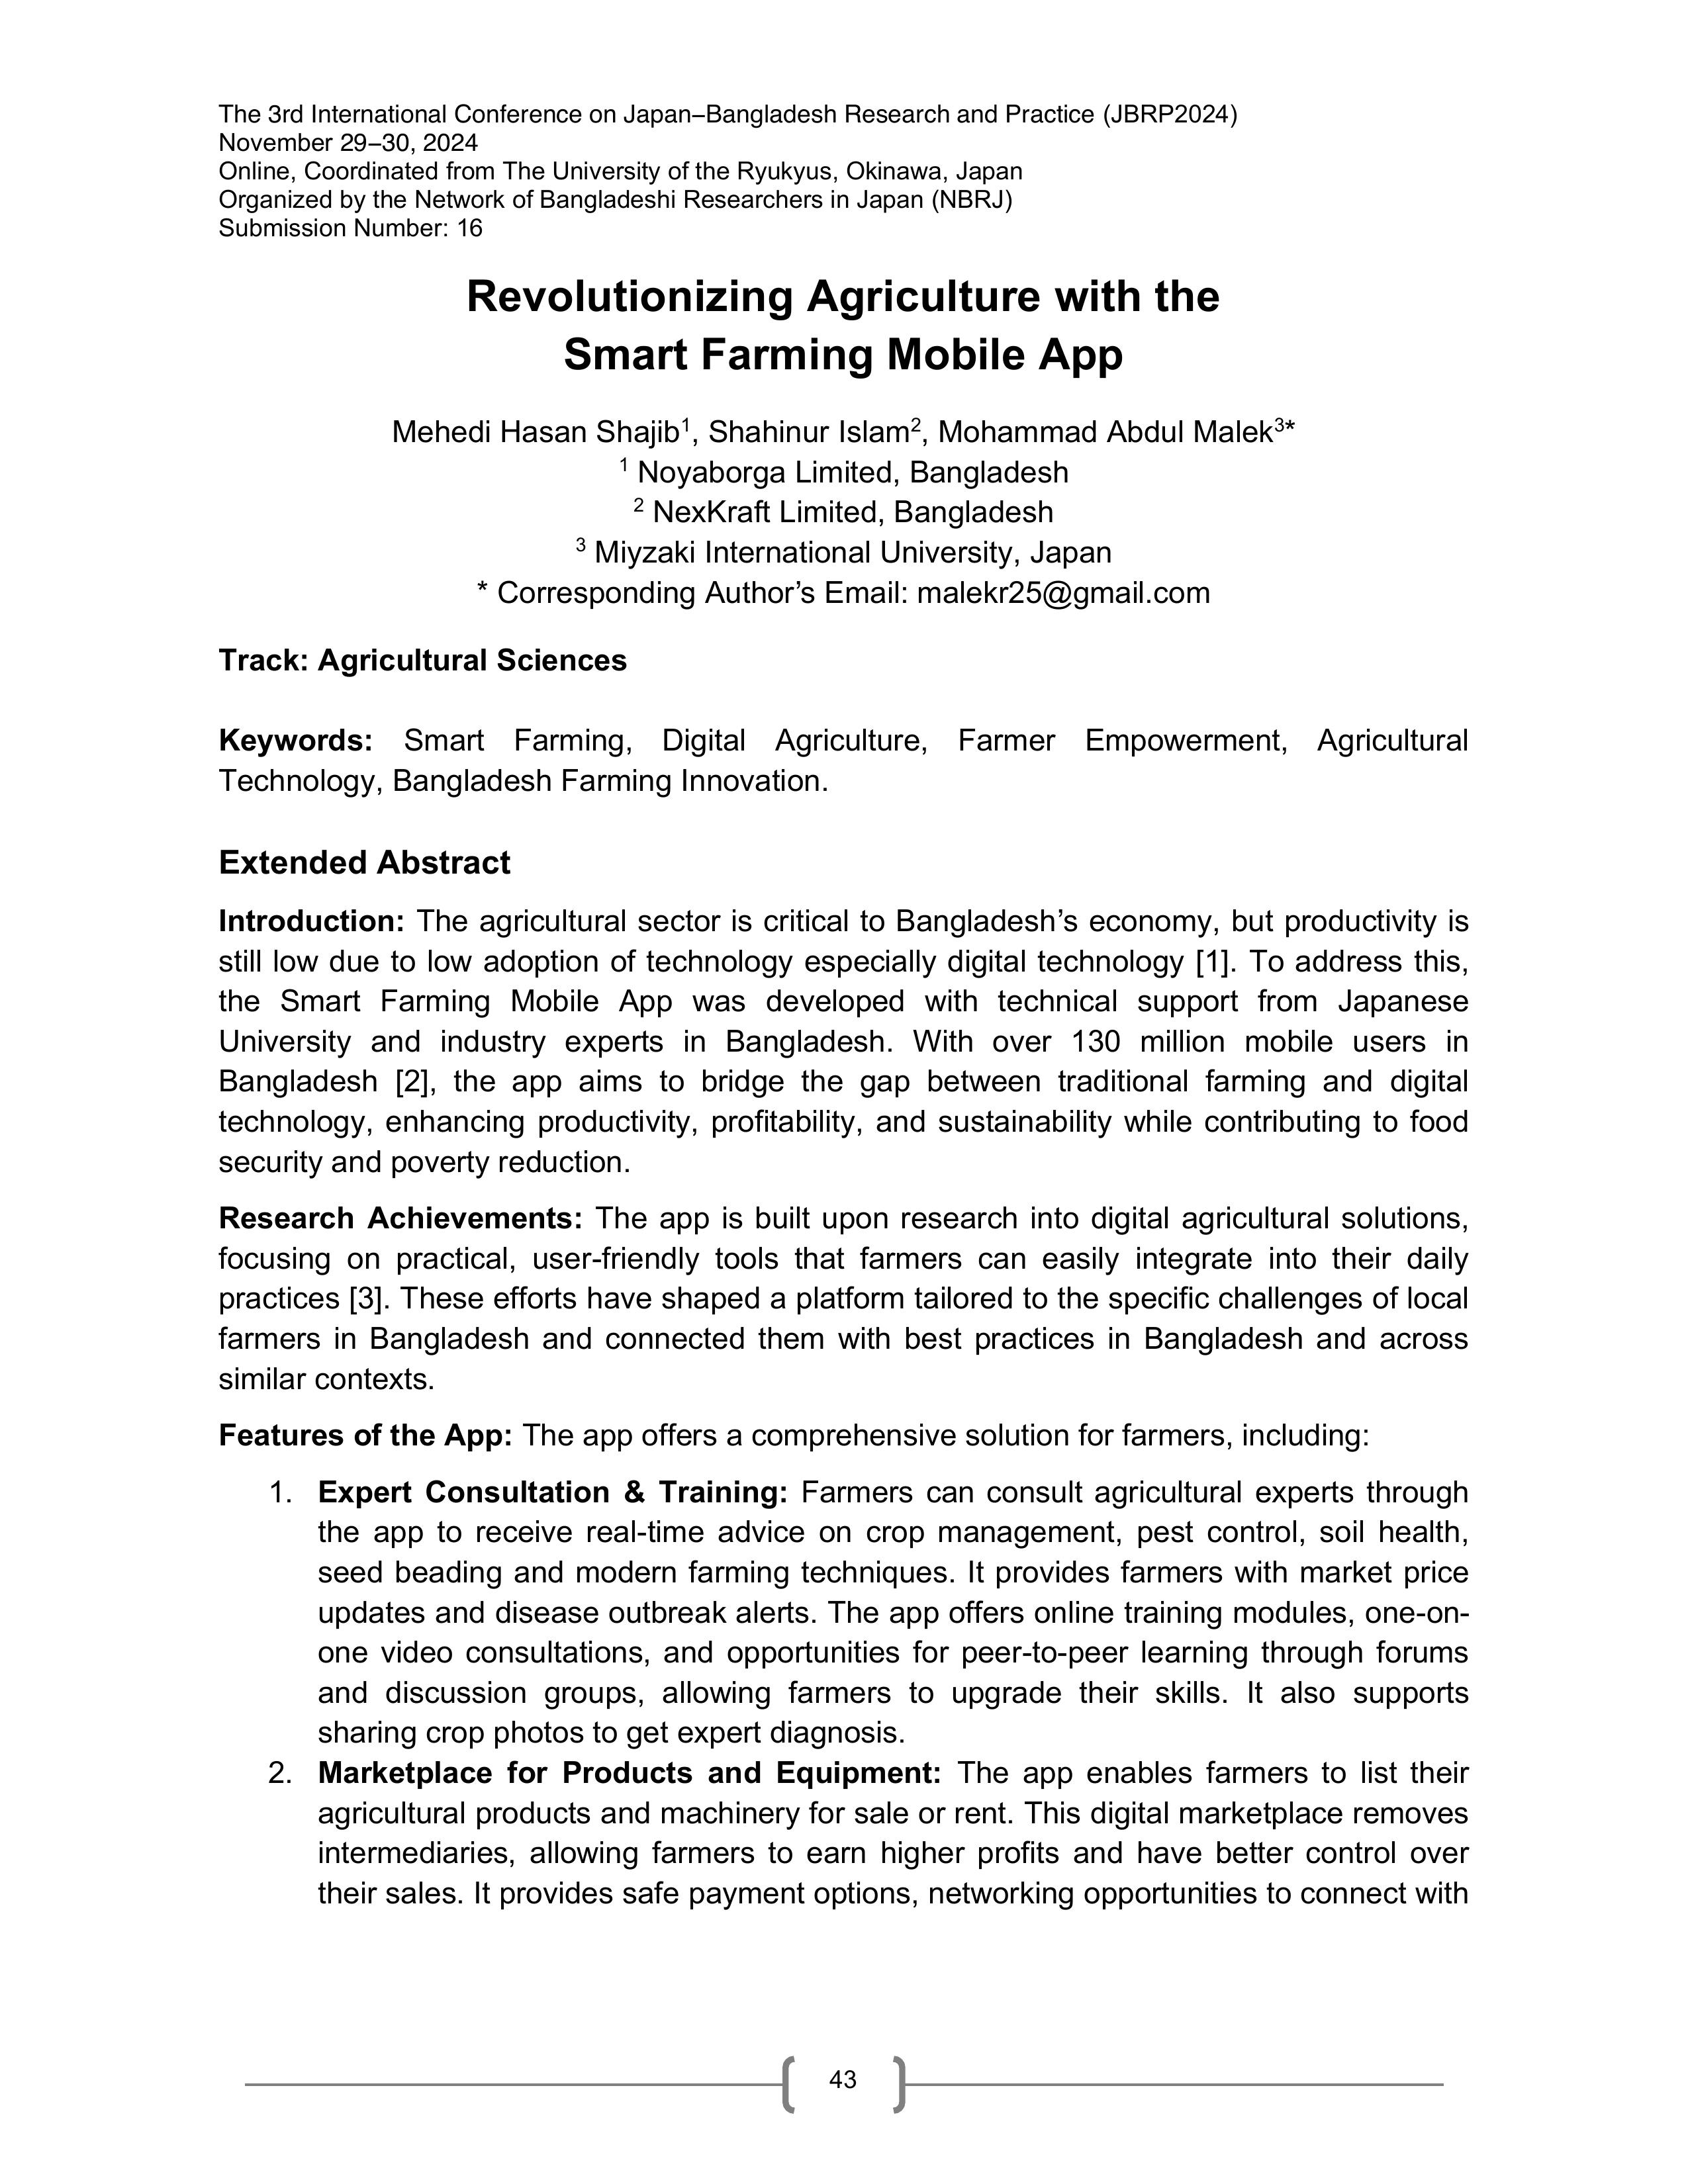 The 3rd International Conference on Japan–Bangladesh Research and Practice (JBRP2024)
November 29–30, 2024
Online, Coordinated from The University of the Ryukyus, Okinawa, Japan
Organized by the Network of Bangladeshi Researchers in Japan (NBRJ)
Submission Number: 16
Revolutionizing Agriculture with the
Smart Farming Mobile App
Mehedi Hasan Shajib1, Shahinur Islam2, Mohammad Abdul Malek3*
1 Noyaborga Limited, Bangladesh
2 NexKraft Limited, Bangladesh
3 Miyzaki International University, Japan
* Corresponding Author’s Email: malekr25@gmail.com
Track: Agricultural Sciences
Keywords: Smart Farming, Digital Agriculture, Farmer Empowerment, Agricultural
Technology, Bangladesh Farming Innovation.
Extended Abstract
Introduction: The agricultural sector is critical to Bangladesh’s economy, but productivity is
still low due to low adoption of technology especially digital technology [1]. To address this,
the Smart Farming Mobile App was developed with technical support from Japanese
University and industry experts in Bangladesh. With over 130 million mobile users in
Bangladesh [2], the app aims to bridge the gap between traditional farming and digital
technology, enhancing productivity, profitability, and sustainability while contributing to food
security and poverty reduction.
Research Achievements: The app is built upon research into digital agricultural solutions,
focusing on practical, user-friendly tools that farmers can easily integrate into their daily
practices [3]. These efforts have shaped a platform tailored to the specific challenges of local
farmers in Bangladesh and connected them with best practices in Bangladesh and across
similar contexts.
Features of the App: The app offers a comprehensive solution for farmers, including:
1. Expert Consultation & Training: Farmers can consult agricultural experts through
the app to receive real-time advice on crop management, pest control, soil health,
seed beading and modern farming techniques. It provides farmers with market price
updates and disease outbreak alerts. The app offers online training modules, one-on-
one video consultations, and opportunities for peer-to-peer learning through forums
and discussion groups, allowing farmers to upgrade their skills. It also supports
sharing crop photos to get expert diagnosis.
2. Marketplace for Products and Equipment: The app enables farmers to list their
agricultural products and machinery for sale or rent. This digital marketplace removes
intermediaries, allowing farmers to earn higher profits and have better control over
their sales. It provides safe payment options, networking opportunities to connect with
43